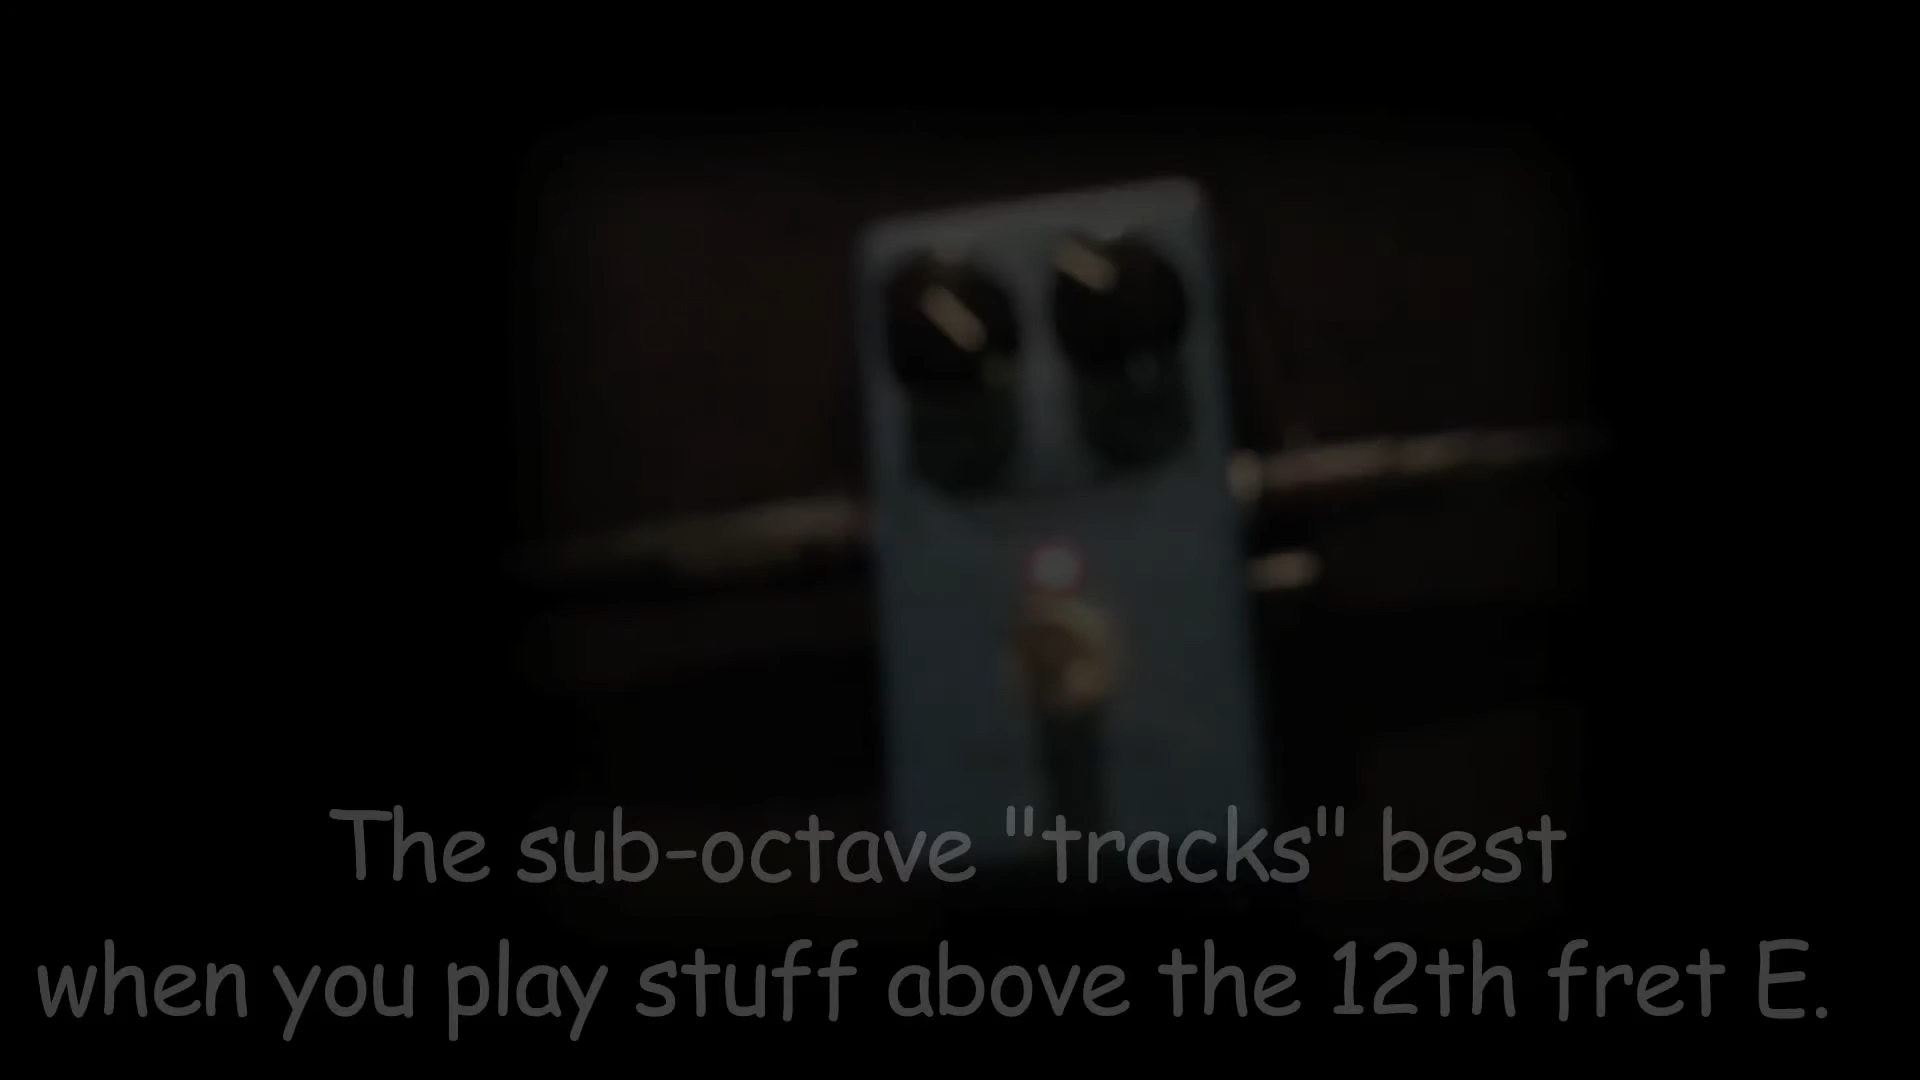 The sub-octave "tracks" best
when you play stuff above the 12th fret E.